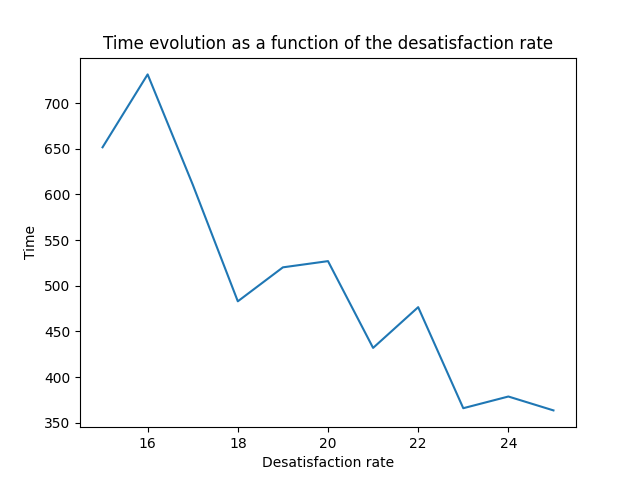 Time evolution as a function of the desatisfaction rate
700
650
600
550
500
450
400
350
Time
16 18 20 22 24
Desatisfaction rate